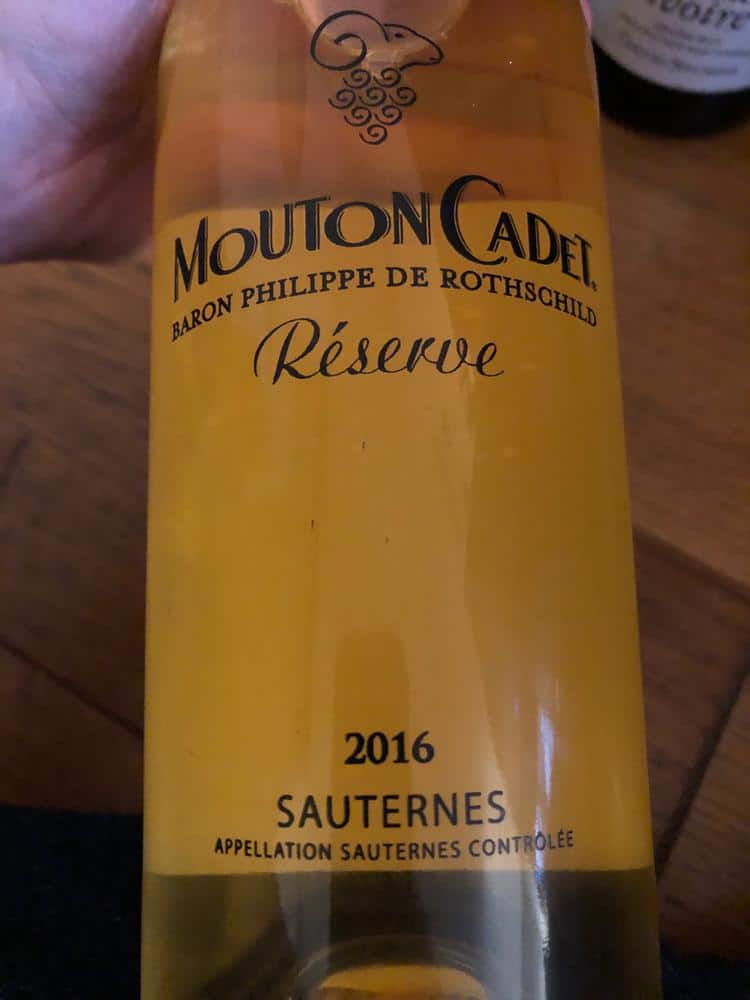 MOUTON CADET.
BARON PHILIPPE DE ROTHSCHILD
Réserve
2016
SAUTERNES
APPELLATION SAUTERNES CONTRÔLÉE